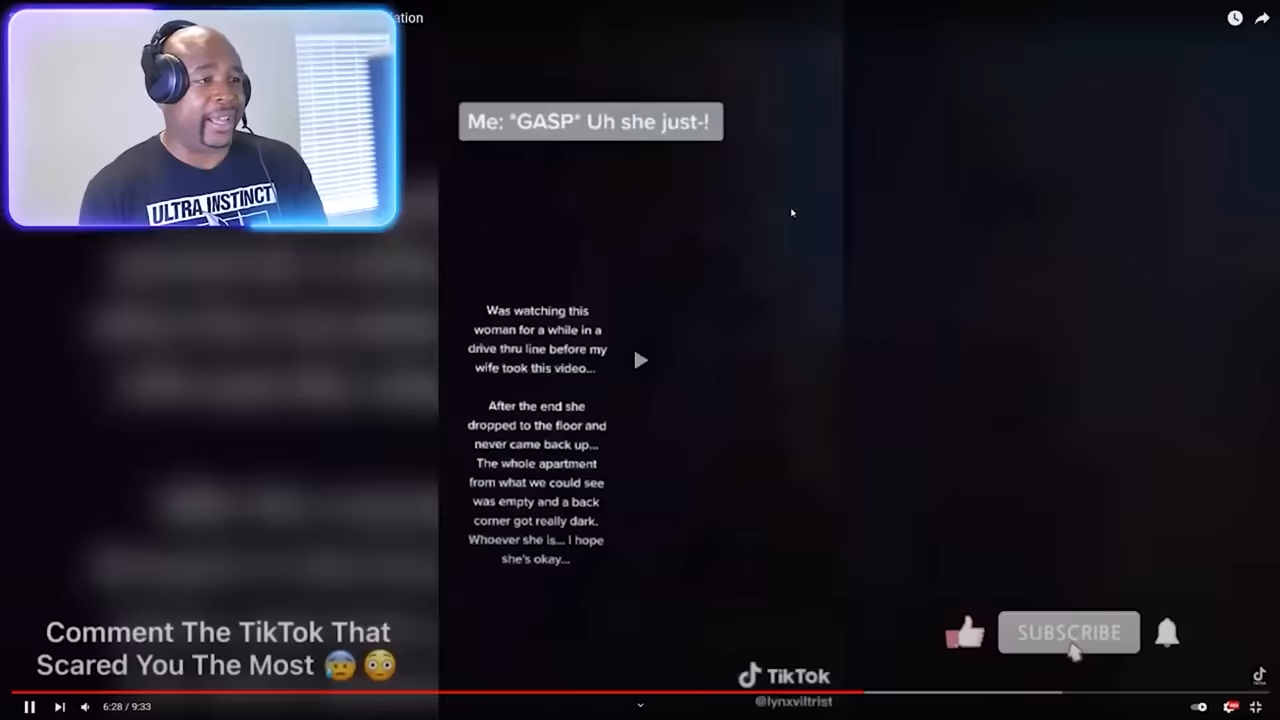 ation
Me: *GASP* Uh she just-!
ULTRA INSTINCT
Was watching this
woman for a while in a
drive thru line before my
wife took this video...
After the end she
dropped to the floor and
never came back up...
The whole apartment
from what we could see
was empty and a back
corner got really dark.
Whoever she is... I hope
she's okay...
Comment The TikTok That
Scared You The Most 😰😳
SUBSCRIBE
TikTok
@lynxviltrist
6:28 / 9:33